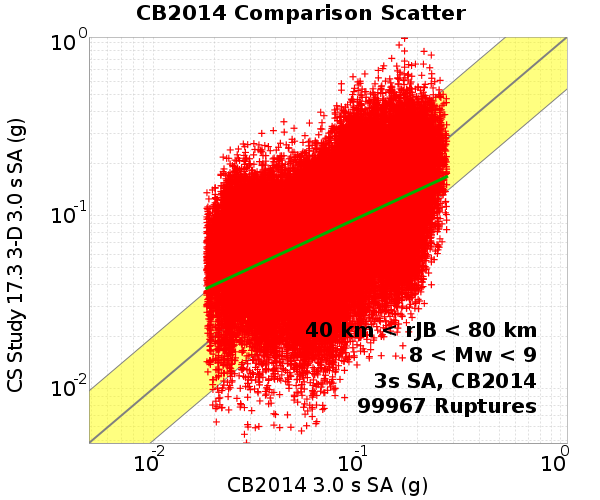 CB2014 Comparison Scatter
CS Study 17.3 3-D 3.0 s SA (g)
10^0
10^-1
10^-2
40 km < rJB < 80 km
8 < Mw < 9
3s SA, CB2014
99967 Ruptures
10^-2
10^-1
10^0
CB2014 3.0 s SA (g)